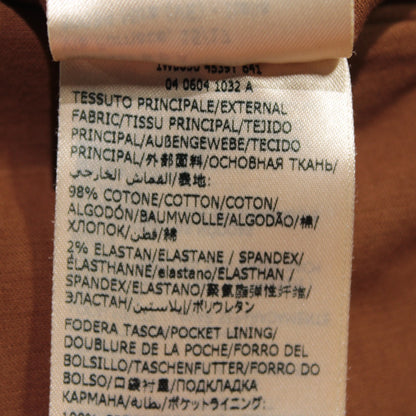 04 0604 1032 A
TESSUTO PRINCIPALE/EXTERNAL
FABRIC/TISSU PRINCIPAL/TEJIDO
PRINCIPAL/AUßENGEWEBE/TECIDO
PRINCIPAL/外部面料/ОСНОВНАЯ ТКАНЬ/
القماش الخارجي/表地:
98% COTONE/COTTON/COTON/
ALGODÓN/BAUMWOLLE/ALGODÃO/棉/
ХЛОПОК/قطن/綿
2% ELASTAN/ELASTANE / SPANDEX/
ÉLASTHANNE/elastano/ELASTHAN /
SPANDEX/ELASTANO/聚氨酯弹性纤维/
ЭЛАСТАН/إيلاستين/ポリウレタン
FODERA TASCA/POCKET LINING/
DOUBLURE DE LA POCHE/FORRO DEL
BOLSILLO/TASCHENFUTTER/FORRO DO
BOLSO/口袋衬里/ПОДКЛАДКА
КАРМАНА/بطانة/ポケットライニング:
100%